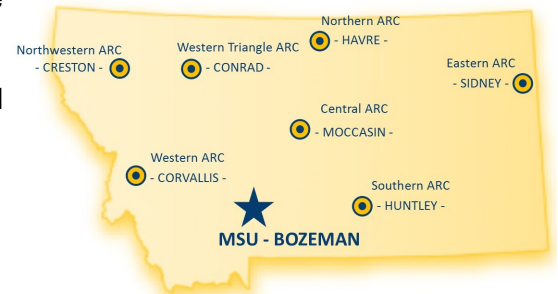 Northern ARC
- HAVRE -
Northwestern ARC
- CRESTON -
Western Triangle ARC
- CONRAD -
Eastern ARC
- SIDNEY -
Central ARC
- MOCCASIN -
Western ARC
- CORVALLIS -
Southern ARC
- HUNTLEY -
MSU - BOZEMAN